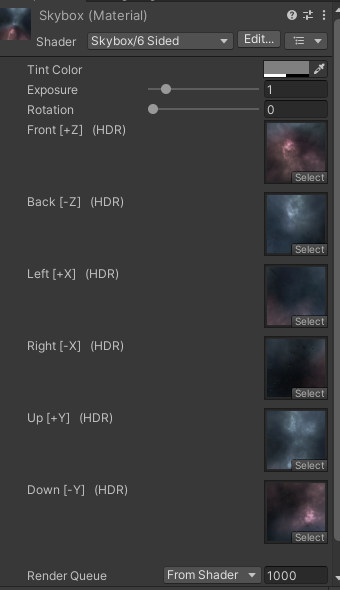 Skybox (Material)
Shader Skybox/6 Sided Edit...
Tint Color
Exposure 1
Rotation 0
Front [+Z] (HDR)
Select
Back [-Z] (HDR)
Select
Left [+X] (HDR)
Select
Right [-X] (HDR)
Select
Up [+Y] (HDR)
Select
Down [-Y] (HDR)
Select
Render Queue From Shader 1000